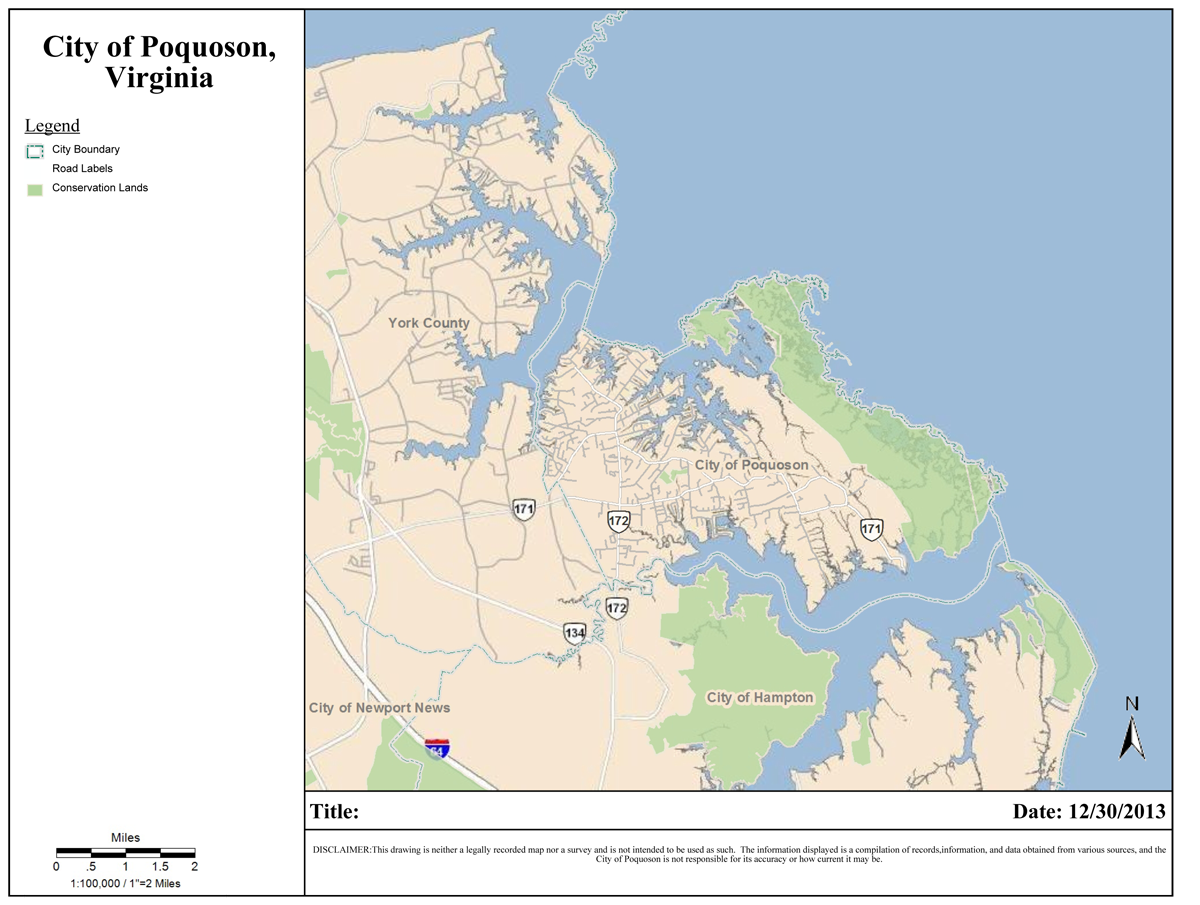 City of Poquoson,
Virginia
Legend
City Boundary
Road Labels
Conservation Lands
York County
City of Poquoson
171
172
171
172
134
City of Hampton
City of Newport News
64
N
Miles
0 .5 1 1.5 2
1:100,000 / 1"=2 Miles
Title:
Date: 12/30/2013
DISCLAIMER:This drawing is neither a legally recorded map nor a survey and is not intended to be used as such. The information displayed is a compilation of records,information, and data obtained from various sources, and the
City of Poquoson is not responsible for its accuracy or how current it may be.